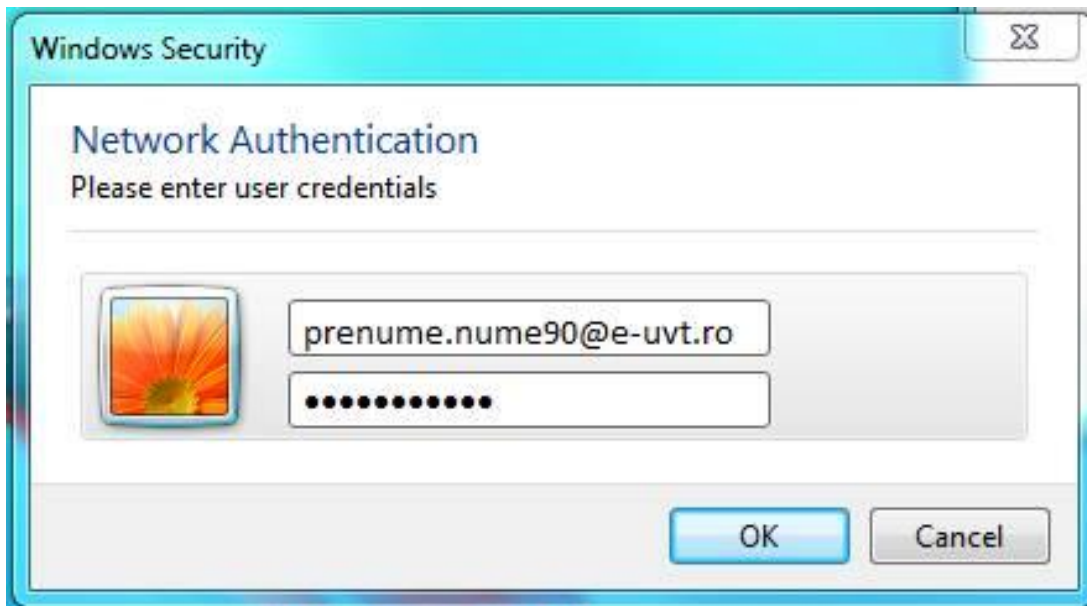 Windows Security
Network Authentication
Please enter user credentials
prenume.nume90@e-uvt.ro
●●●●●●●●●●●
OK
Cancel